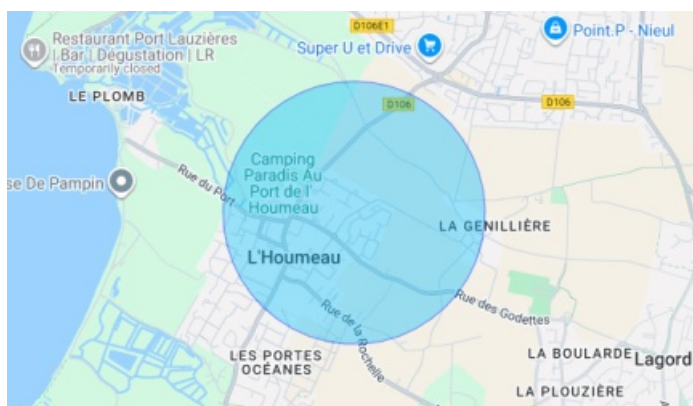 D106E1
Restaurant Port Lauzières
| Bar | Dégustation | LR
Temporarily closed
Super U et Drive
Point.P - Nieul
LE PLOMB
D106
D106
Camping
Paradis Au
Port de l'
Houmeau
se De Pampin
Rue du Port
LA GENILLIÈRE
L'Houmeau
Rue des Godettes
Rue de la Rochelle
LES PORTES
OCÉANES
LA BOULARDE
Lagord
LA PLOUZIÈRE